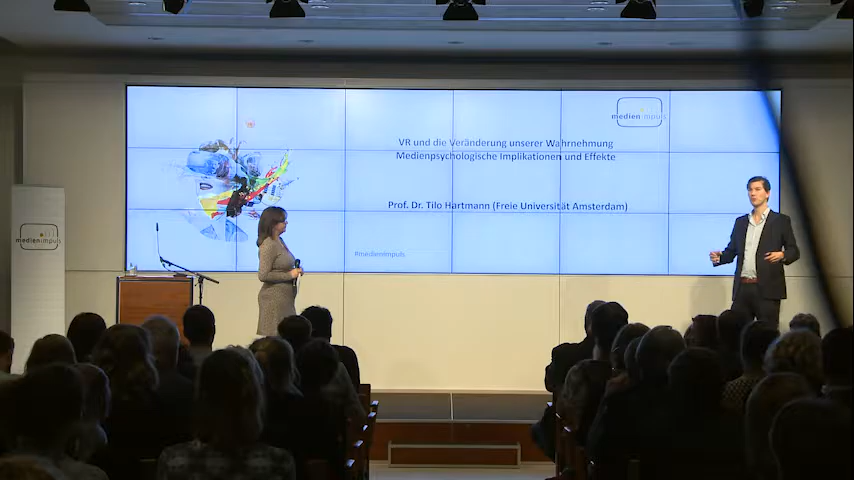 medienimpuls
VR und die Veränderung unserer Wahrnehmung
Medienpsychologische Implikationen und Effekte
Prof. Dr. Tilo Hartmann (Freie Universität Amsterdam)
#medienimpuls
medienimpuls